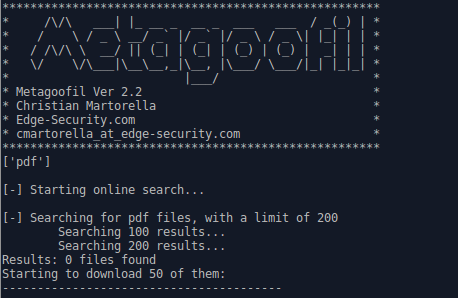 ******************************************************
*     /\/\   ___| |_ __ _  __ _  ___   ___  / _(_) | *
*    /    \ / _ \ __/ _` |/ _` |/ _ \ / _ \| |_| | | *
*   / /\/\ \  __/ || (_| | (_| | (_) | (_) |  _| | | *
*   \/    \/\___|\__\__,_|\__, |\___/ \___/|_| |_|_| *
*                         |___/                      *
* Metagoofil Ver 2.2                                 *
* Christian Martorella                               *
* Edge-Security.com                                  *
* cmartorella_at_edge-security.com                   *
******************************************************
['pdf']
[-] Starting online search...
[-] Searching for pdf files, with a limit of 200
Searching 100 results...
Searching 200 results...
Results: 0 files found
Starting to download 50 of them:
----------------------------------------